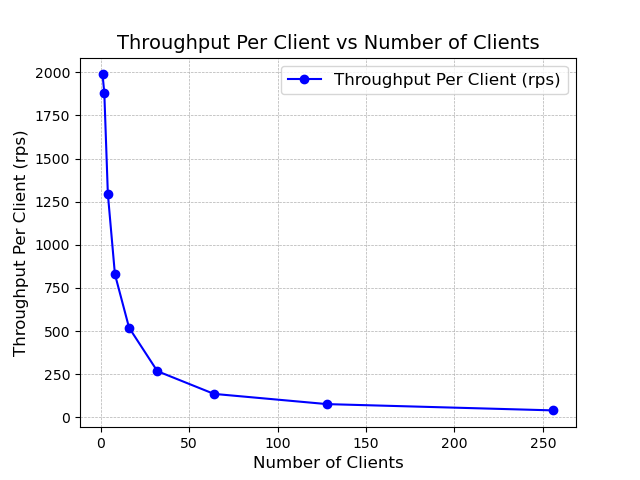 Throughput Per Client vs Number of Clients
Throughput Per Client (rps)
2000
1750
1500
1250
1000
750
500
250
0
Throughput Per Client (rps)
0 50 100 150 200 250
Number of Clients